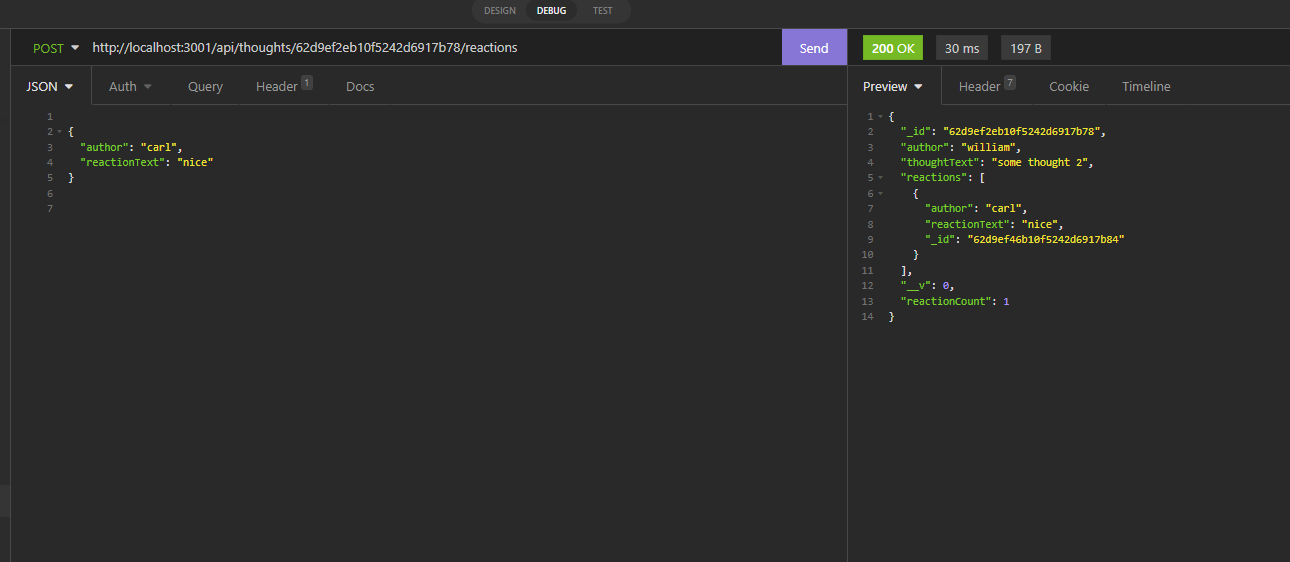 DESIGN DEBUG TEST
POST http://localhost:3001/api/thoughts/62d9ef2eb10f5242d6917b78/reactions Send
JSON Auth Query Header 1 Docs
1
2 {
3 "author": "carl",
4 "reactionText": "nice"
5 }
6
7
200 OK 30 ms 197 B
Preview Header 7 Cookie Timeline
1 {
2 "_id": "62d9ef2eb10f5242d6917b78",
3 "author": "william",
4 "thoughtText": "some thought 2",
5 "reactions": [
6 {
7 "author": "carl",
8 "reactionText": "nice",
9 "_id": "62d9ef46b10f5242d6917b84"
10 }
11 ],
12 "__v": 0,
13 "reactionCount": 1
14 }